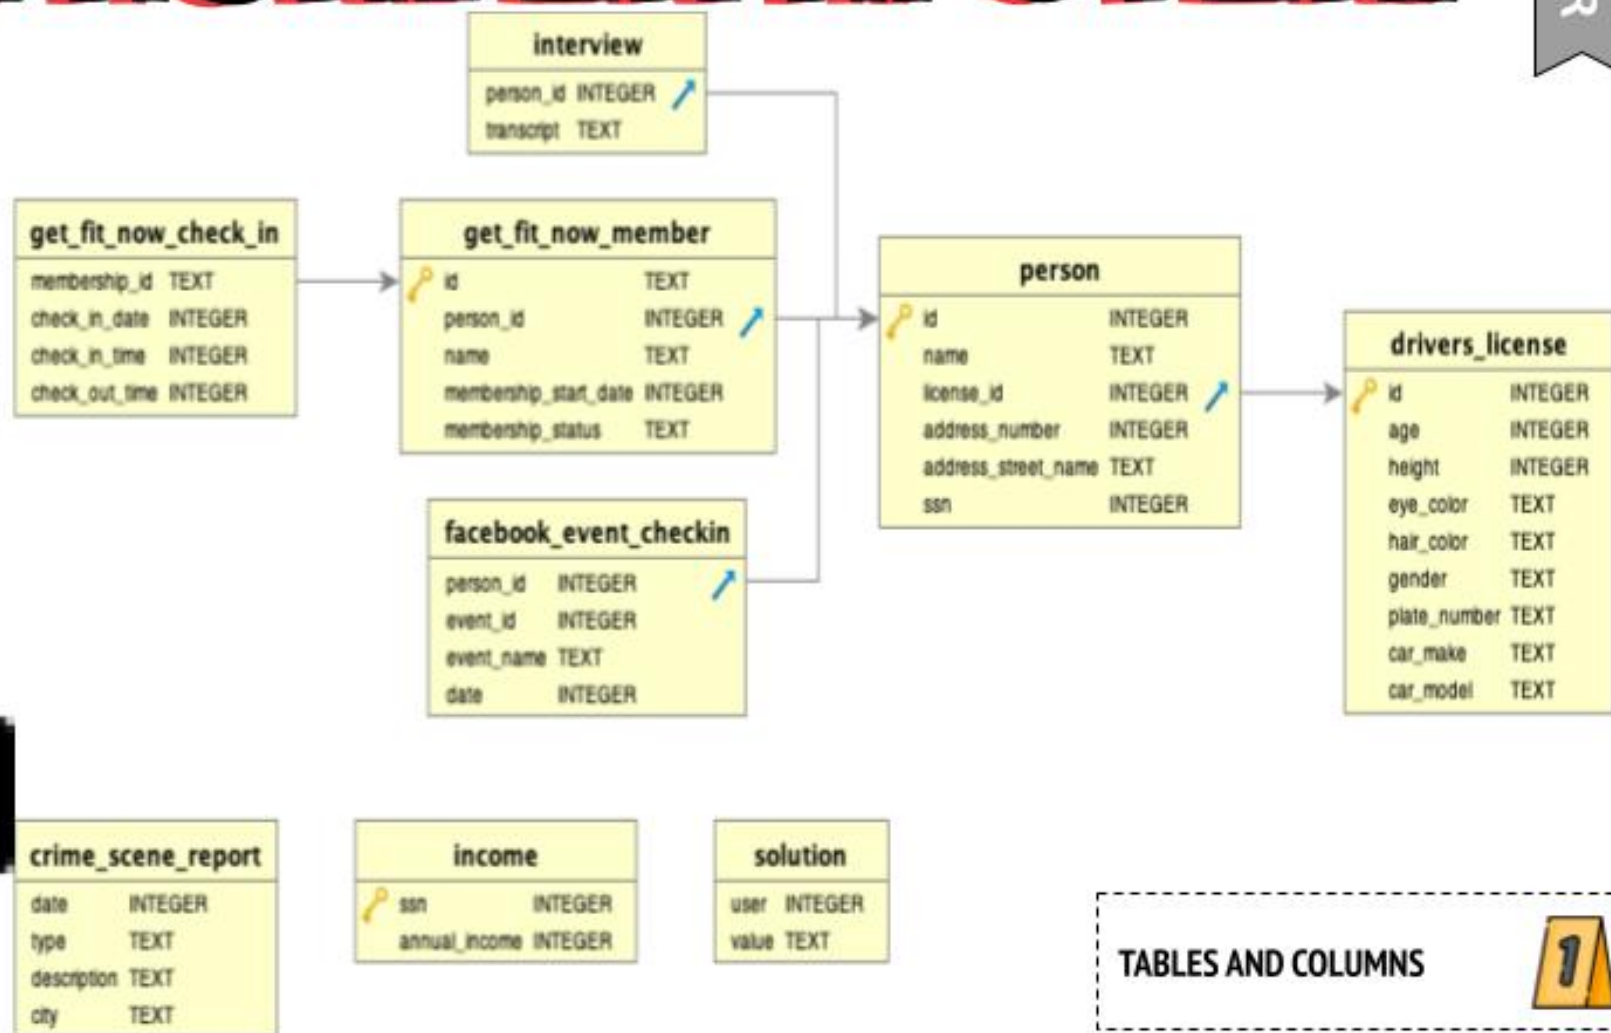 interview
person_id INTEGER
transcript TEXT
get_fit_now_check_in
membership_id TEXT
check_in_date INTEGER
check_in_time INTEGER
check_out_time INTEGER
get_fit_now_member
id TEXT
person_id INTEGER
name TEXT
membership_start_date INTEGER
membership_status TEXT
person
id INTEGER
name TEXT
license_id INTEGER
address_number INTEGER
address_street_name TEXT
ssn INTEGER
drivers_license
id INTEGER
age INTEGER
height INTEGER
eye_color TEXT
hair_color TEXT
gender TEXT
plate_number TEXT
car_make TEXT
car_model TEXT
facebook_event_checkin
person_id INTEGER
event_id INTEGER
event_name TEXT
date INTEGER
crime_scene_report
date INTEGER
type TEXT
description TEXT
city TEXT
income
ssn INTEGER
annual_income INTEGER
solution
user INTEGER
value TEXT
TABLES AND COLUMNS
1
R